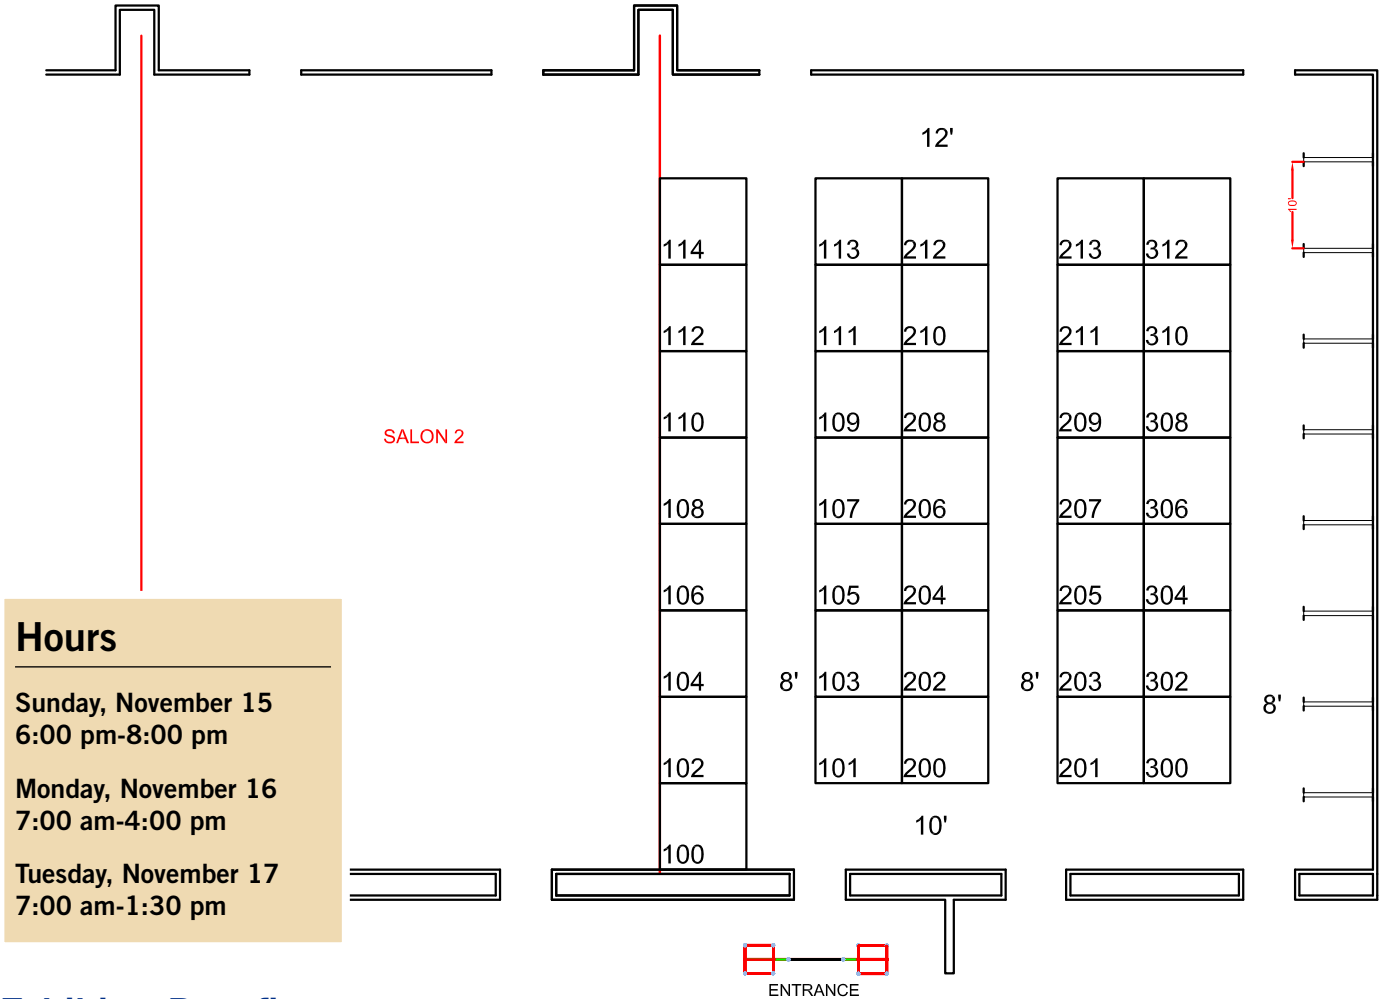 12'
10'
114 113 212 213 312
112 111 210 211 310
110 109 208 209 308
SALON 2
108 107 206 207 306
106 105 204 205 304
104 8' 103 202 8' 203 302
8'
102 101 200 201 300
10'
100
Hours
Sunday, November 15
6:00 pm-8:00 pm
Monday, November 16
7:00 am-4:00 pm
Tuesday, November 17
7:00 am-1:30 pm
ENTRANCE